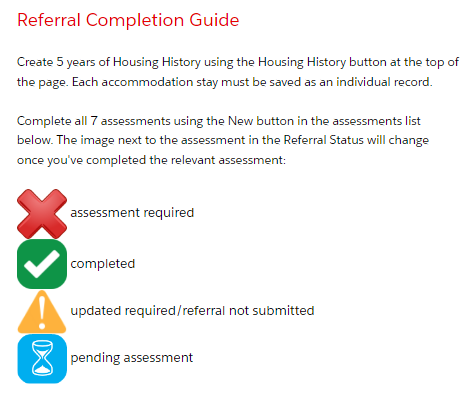 Referral Completion Guide
Create 5 years of Housing History using the Housing History button at the top of
the page. Each accommodation stay must be saved as an individual record.
Complete all 7 assessments using the New button in the assessments list
below. The image next to the assessment in the Referral Status will change
once you've completed the relevant assessment:
assessment required
completed
updated required/referral not submitted
pending assessment